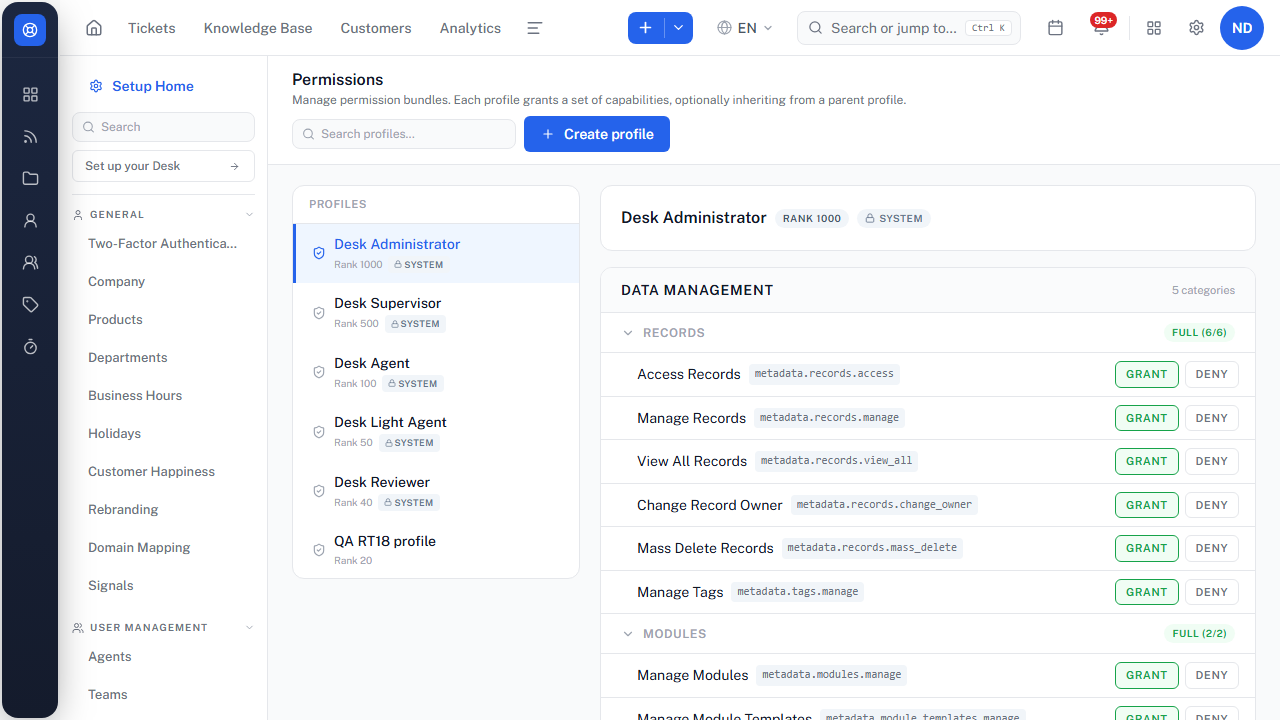 Tickets
Knowledge Base
Customers
Analytics
EN
Search or jump to...
Ctrl K
99+
ND
Setup Home
Search
Set up your Desk
GENERAL
Two-Factor Authentica...
Company
Products
Departments
Business Hours
Holidays
Customer Happiness
Rebranding
Domain Mapping
Signals
USER MANAGEMENT
Agents
Teams
Permissions
Manage permission bundles. Each profile grants a set of capabilities, optionally inheriting from a parent profile.
Search profiles...
Create profile
PROFILES
Desk Administrator
Rank 1000 SYSTEM
Desk Supervisor
Rank 500 SYSTEM
Desk Agent
Rank 100 SYSTEM
Desk Light Agent
Rank 50 SYSTEM
Desk Reviewer
Rank 40 SYSTEM
QA RT18 profile
Rank 20
Desk Administrator RANK 1000 SYSTEM
DATA MANAGEMENT 5 categories
RECORDS FULL (6/6)
Access Records metadata.records.access GRANT DENY
Manage Records metadata.records.manage GRANT DENY
View All Records metadata.records.view_all GRANT DENY
Change Record Owner metadata.records.change_owner GRANT DENY
Mass Delete Records metadata.records.mass_delete GRANT DENY
Manage Tags metadata.tags.manage GRANT DENY
MODULES FULL (2/2)
Manage Modules metadata.modules.manage GRANT DENY
Manage Module Templates metadata.module_templates.manage GRANT DENY